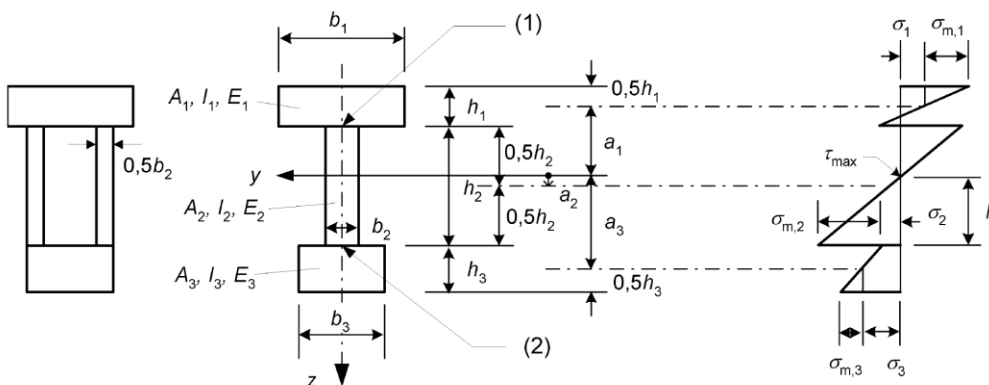 b₁
(1)
σ₁
σm,1
A₁, I₁, E₁
h₁
0,5h₁
a₁
0,5b₂
y
0,5h₂
h₂
a₂
τmax
A₂, I₂, E₂
b₂
0,5h₂
a₃
σm,2
σ₂
A₃, I₃, E₃
h₃
0,5h₃
b₃
(2)
z
σm,3
σ₃